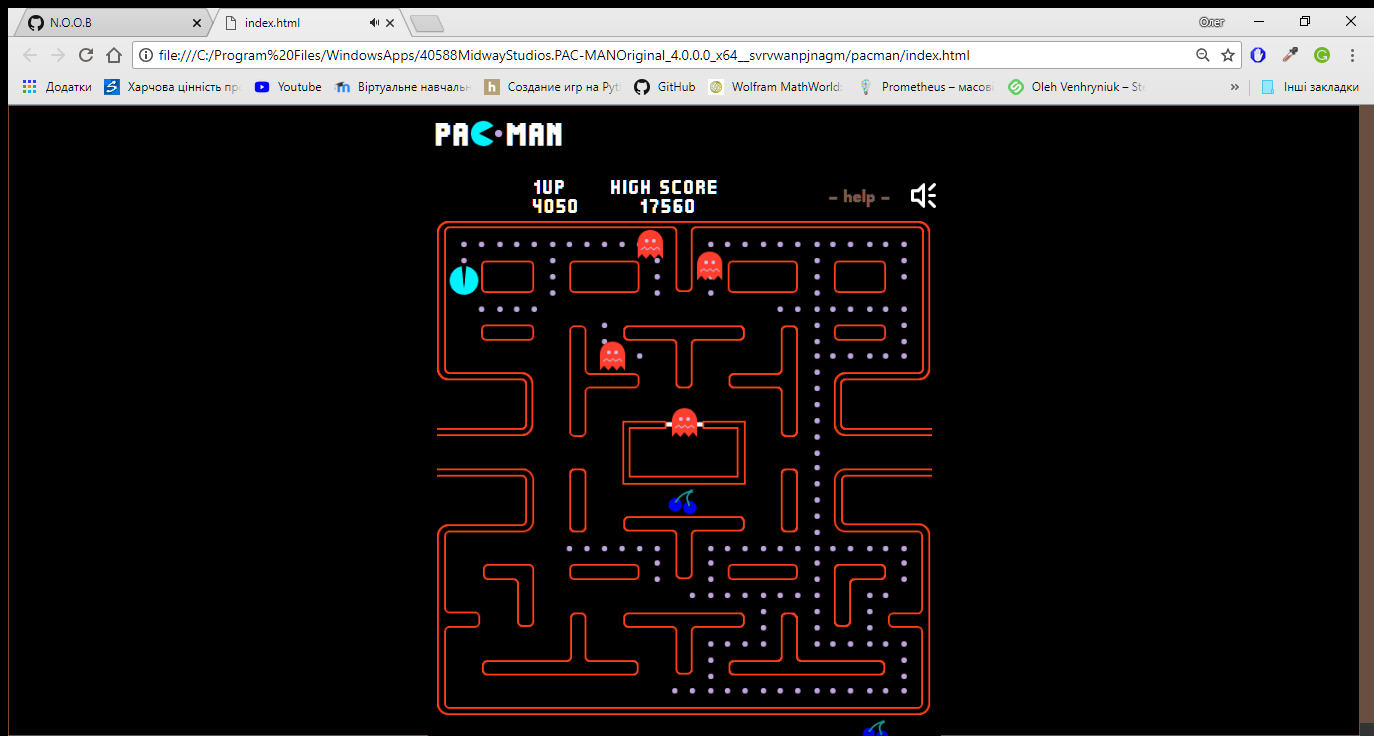 N.O.O.B
index.html
Олег
file:///C:/Program%20Files/WindowsApps/40588MidwayStudios.PAC-MANOriginal_4.0.0.0_x64__svrvwanpjnagm/pacman/index.html
Додатки
Харчова цінність
Youtube
Віртуальне навчаль
Создание игр на Pyt
GitHub
Wolfram MathWorld:
Prometheus – масов
Oleh Venhryniuk – St
»
Інші закладки
PAC-MAN
1UP
HIGH SCORE
4050
17560
– help –